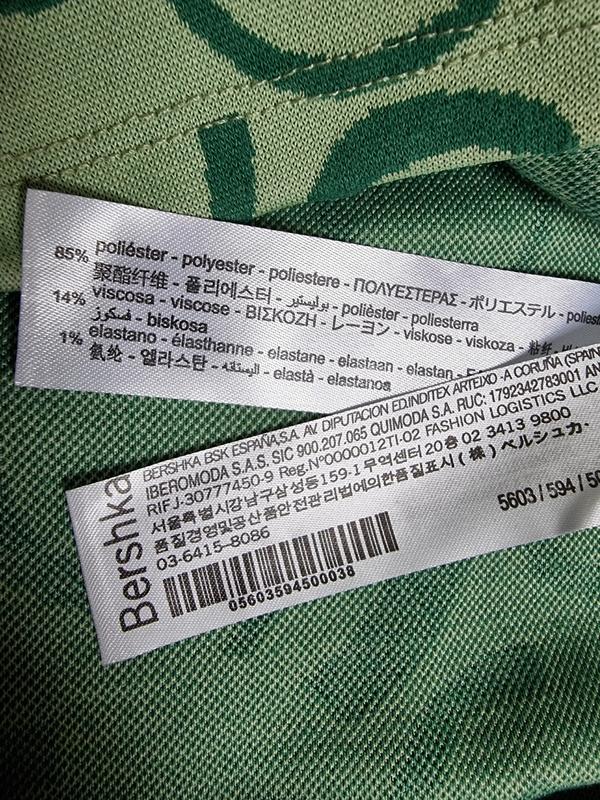 85% poliéster - polyester - poliestere - ΠΟΛΥΕΣΤΕΡΑΣ - ポリエステル - poliest
聚酯纤维 - 폴리에스터 - بوليستير - polièster - poliesterra
14% viscosa - viscose - ΒΙΣΚΟΖΗ - レーヨン - viskose - viskoza - 粘纤
فسكوز - biskosa
1% elastano - élasthanne - elastane - elastaan - elastan -
氨纶 - 엘라스탄 - الیستقانه - elastà - elastanoa
Bershka
BERSHKA BSK ESPAÑA,S.A. AV. DIPUTACION ED.INDITEX ARTEIXO -A CORUÑA (SPAIN
IBEROMODA S.A.S. SIC 900.207.065 QUIMODA S.A. RUC: 1792342783001 AN
RIFJ-30777450-9 Reg.Nº0000012TI-02 FASHION LOGISTICS LLC
서울특별시강남구삼성동159-1무역센터20층 02 3413 9800
품질경영및공산품안전관리법에의한품질표시 (株) ベルシュカ·
03-6415-8086
5603 / 594 / 50
05603594500038